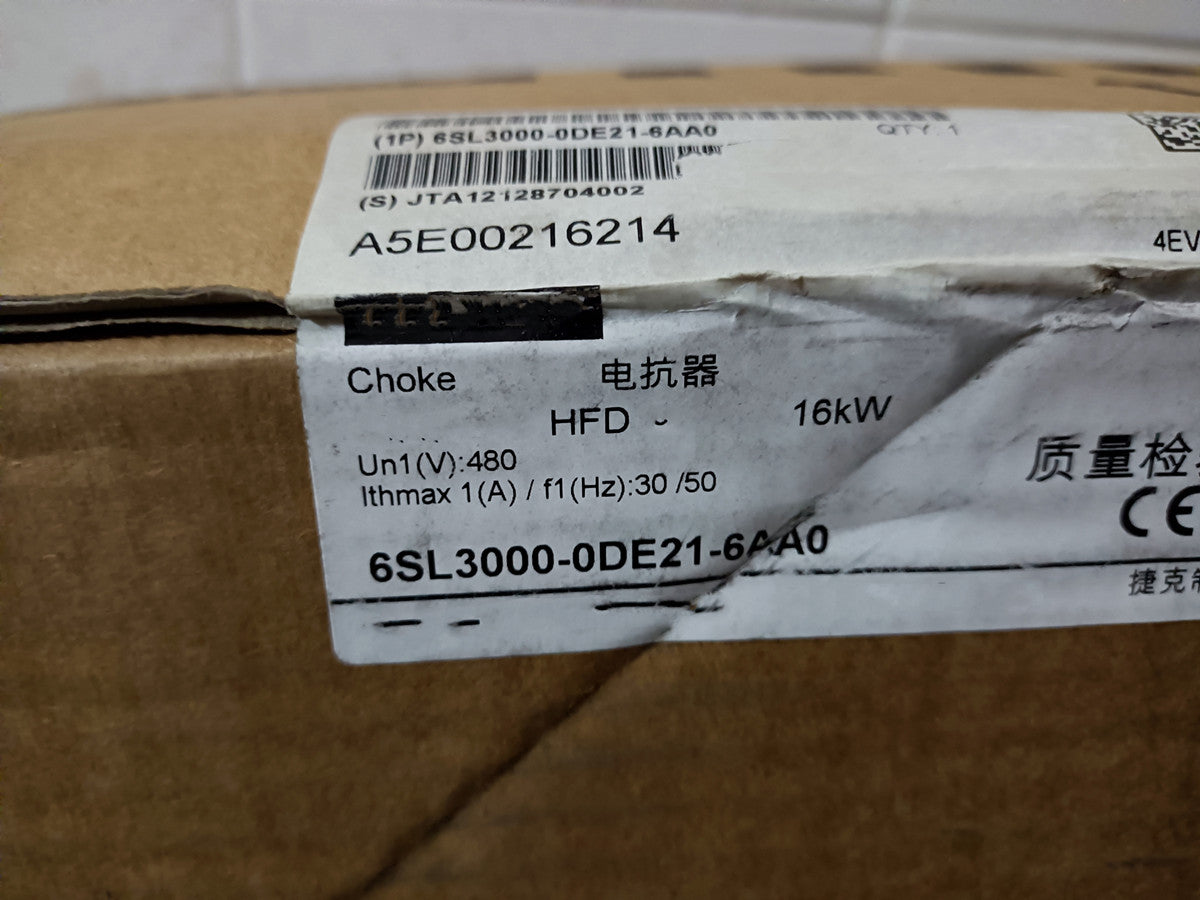 (1P) 6SL3000-0DE21-6AA0 QTY. 1
(S) JTA12128704002
A5E00216214
4EV
Choke 电抗器
HFD 16kW
Un1(V):480
Ithmax 1(A) / f1(Hz):30 /50
质量检
CE
6SL3000-0DE21-6AA0
捷克制